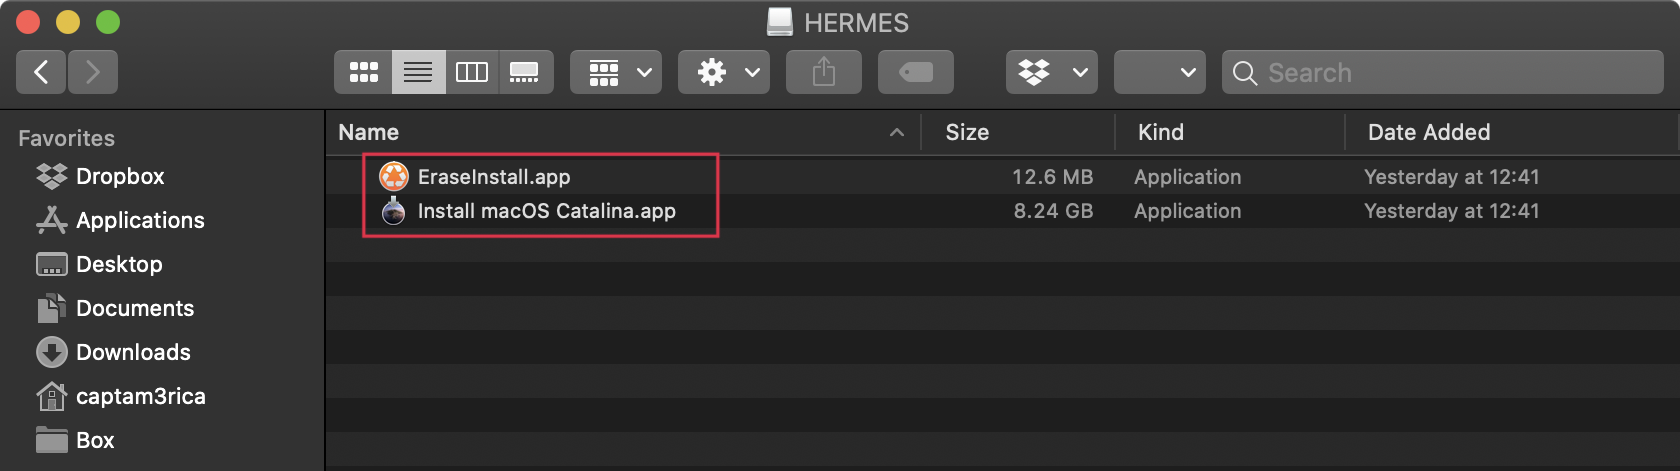 HERMES
Search
Favorites
Dropbox
Applications
Desktop
Documents
Downloads
captam3rica
Box
Name Size Kind Date Added
EraseInstall.app 12.6 MB Application Yesterday at 12:41
Install macOS Catalina.app 8.24 GB Application Yesterday at 12:41